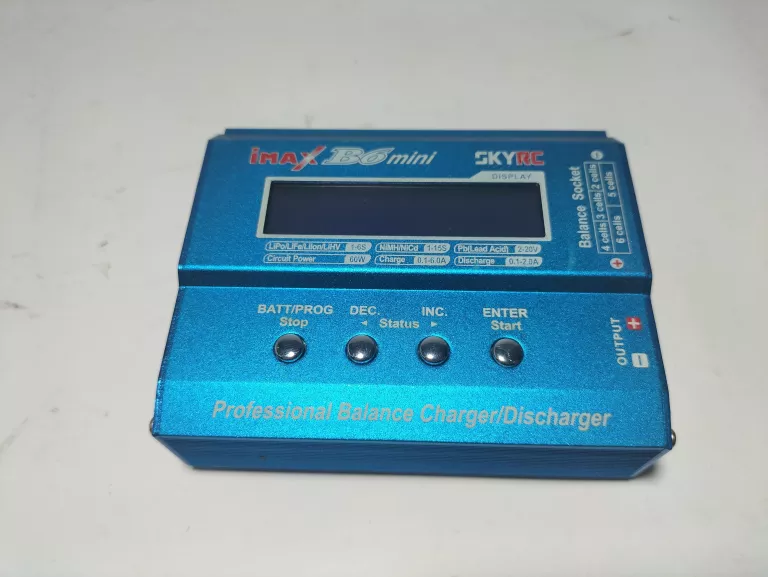 iMAX B6 mini
SKYRC
DISPLAY
LiPo/LiFe/LiIon/LiHV 1-6S NiMH/NiCd 1-15S Pb(Lead Acid) 2-20V
Circuit Power 60W Charge 0.1-6.0A Discharge 0.1-2.0A
Balance Socket
4 cells 3 cells 2 cells
6 cells 5 cells
BATT/PROG DEC. INC. ENTER
Stop ◄ Status ► Start
OUTPUT
+
-
Professional Balance Charger/Discharger